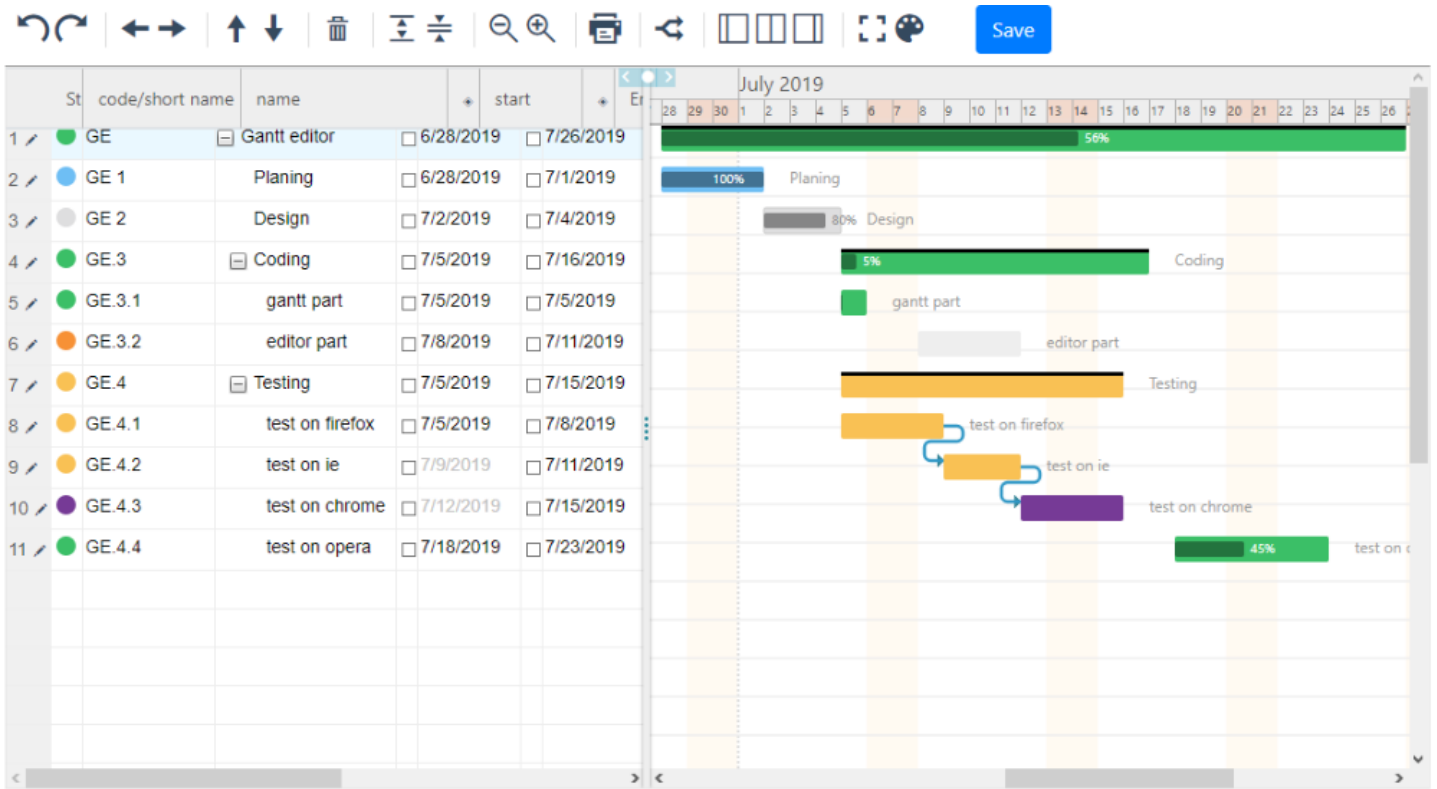 Save
July 2019
St code/short name name start
28 29 30 1 2 3 4 5 6 7 8 9 10 11 12 13 14 15 16 17 18 19 20 21 22 23 24 25 26
1 GE Gantt editor 6/28/2019 7/26/2019 56%
2 GE 1 Planing 6/28/2019 7/1/2019 100% Planing
3 GE 2 Design 7/2/2019 7/4/2019 80% Design
4 GE.3 Coding 7/5/2019 7/16/2019 5% Coding
5 GE.3.1 gantt part 7/5/2019 7/5/2019 gantt part
6 GE.3.2 editor part 7/8/2019 7/11/2019 editor part
7 GE.4 Testing 7/5/2019 7/15/2019 Testing
8 GE.4.1 test on firefox 7/5/2019 7/8/2019 test on firefox
9 GE.4.2 test on ie 7/9/2019 7/11/2019 test on ie
10 GE.4.3 test on chrome 7/12/2019 7/15/2019 test on chrome
11 GE.4.4 test on opera 7/18/2019 7/23/2019 45% test on